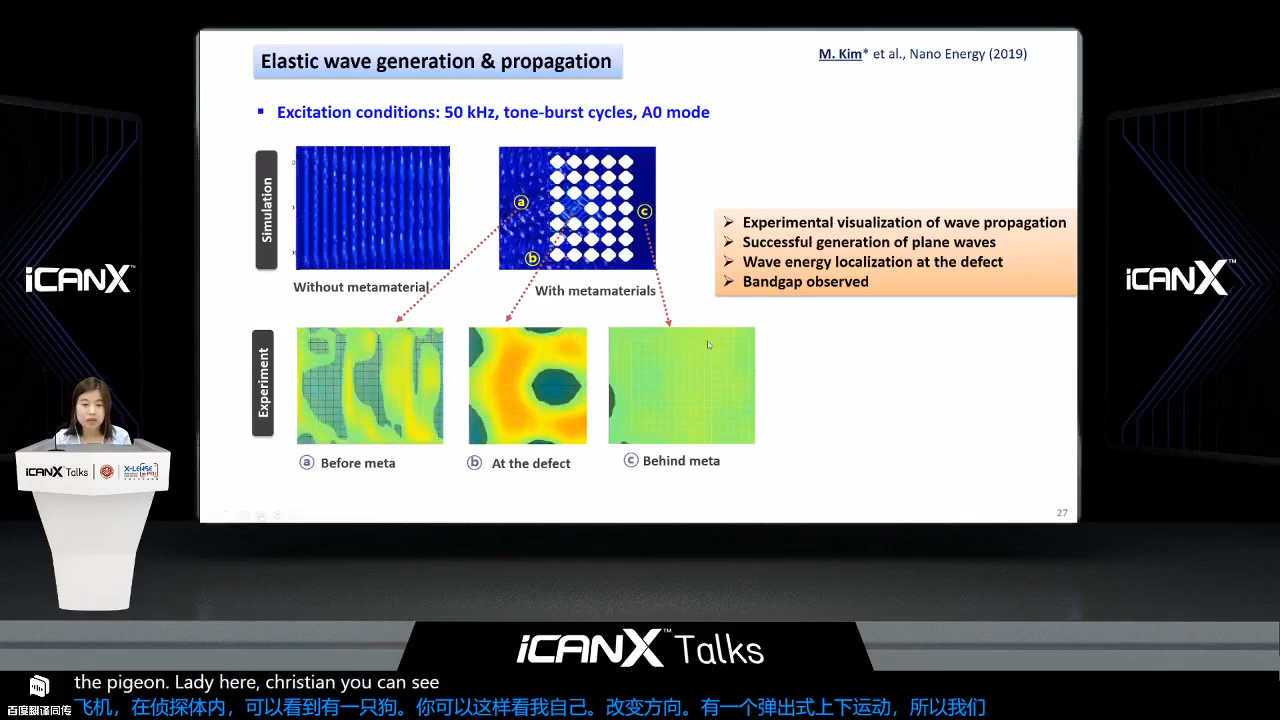 Elastic wave generation & propagation
M. Kim* et al., Nano Energy (2019)
▪ Excitation conditions: 50 kHz, tone-burst cycles, A0 mode
Simulation
a
b
c
Without metamaterial
With metamaterials
➢ Experimental visualization of wave propagation
➢ Successful generation of plane waves
➢ Wave energy localization at the defect
➢ Bandgap observed
Experiment
ⓐ Before meta
ⓑ At the defect
ⓒ Behind meta
27
iCANX™
iCANX™
iCANX Talks
X-LENSE
iCANX™ Talks
the pigeon. Lady here, christian you can see
飞机，在侦探体内，可以看到有一只狗。你可以这样看我自己。改变方向。有一个弹出式上下运动，所以我们
百度翻译同传